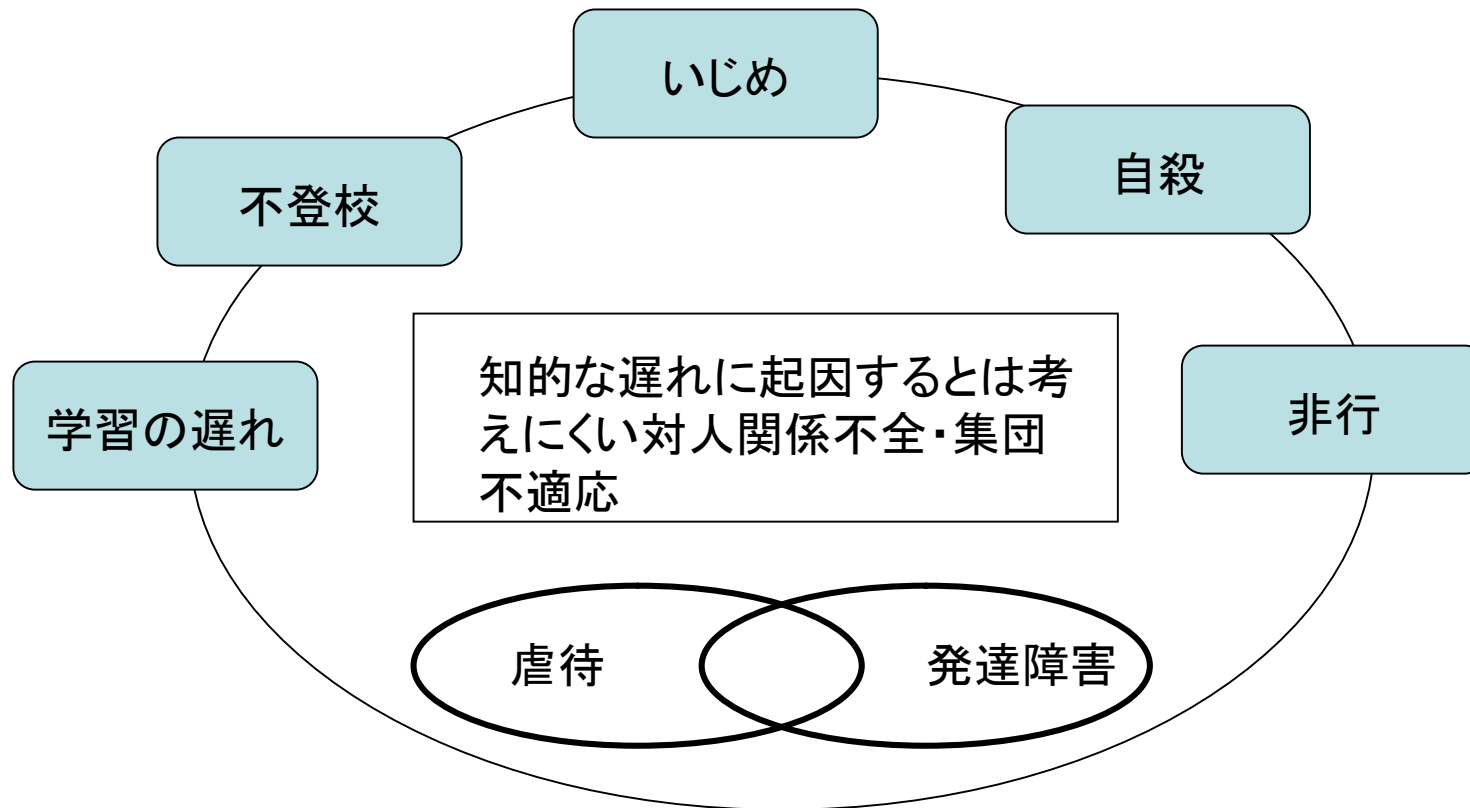 いじめ
自殺
不登校
知的な遅れに起因するとは考
えにくい対人関係不全・集団
不適応
学習の遅れ
非行
虐待
発達障害